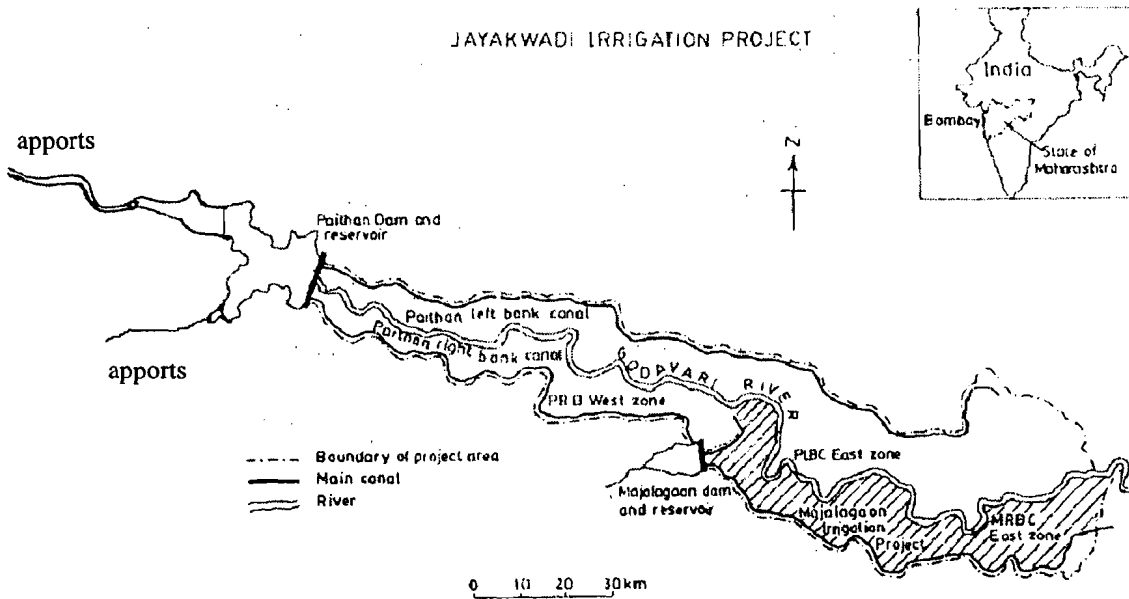 JAYAKWADI IRRIGATION PROJECT
India
Bombay
State of
Maharashtra
N
apports
Paithan Dam and
reservoir
Paithan left bank canal
Paithan right bank canal
GODAVARI RIVER
apports
PRB West zone
PLBC East zone
Boundary of project area
Main canal
River
Majalagaon dam
and reservoir
Majalagaon
Irrigation
Project
MRBC
East zone
0 10 20 30km